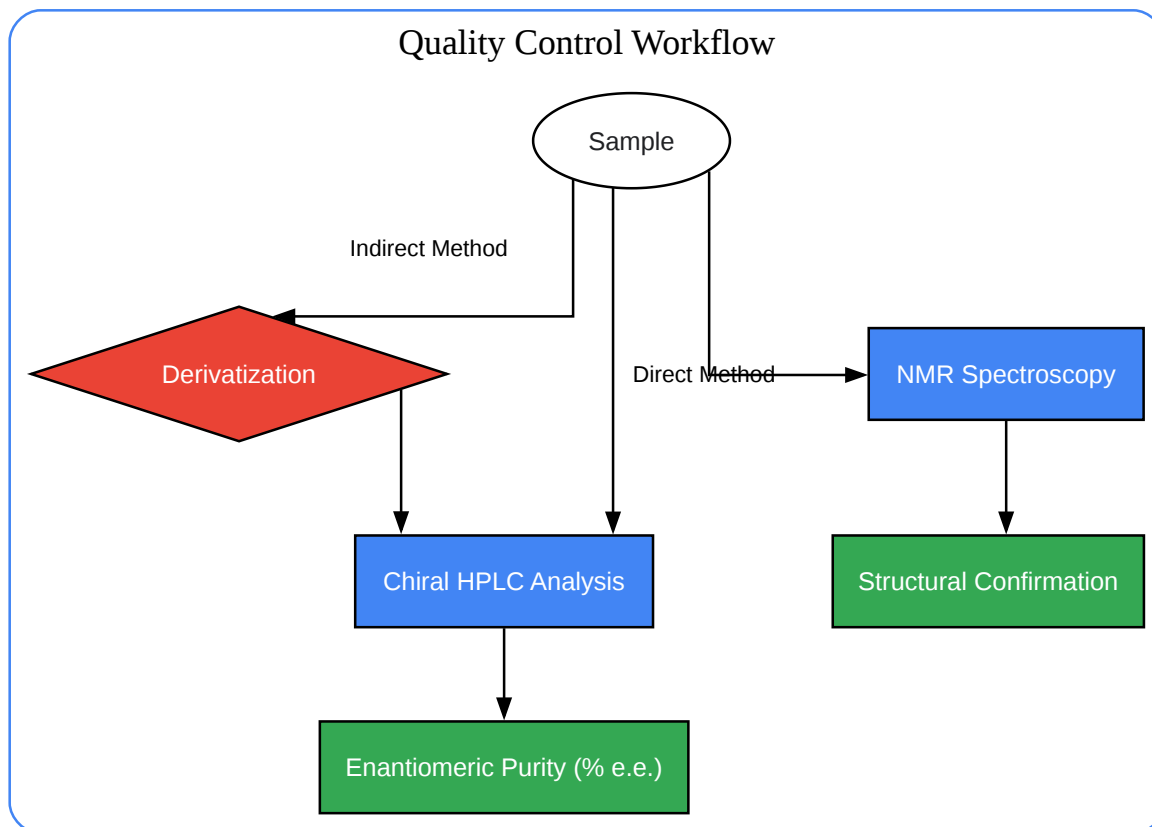 Quality Control Workflow
Sample
Indirect Method
Derivatization
Direct Method
NMR Spectroscopy
Chiral HPLC Analysis
Structural Confirmation
Enantiomeric Purity (% e.e.)